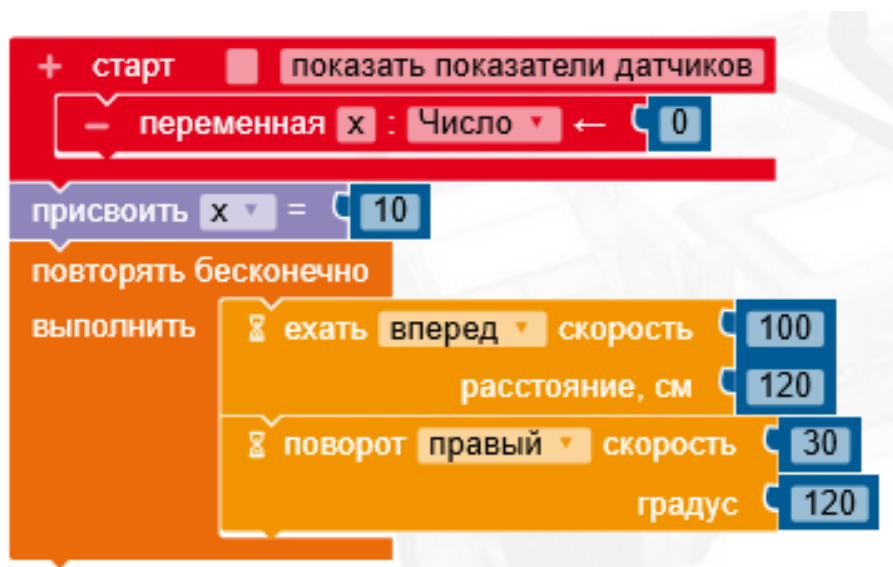 + старт показать показатели датчиков
– переменная x : Число ← 0
присвоить x = 10
повторять бесконечно
выполнить ехать вперед скорость 100
расстояние, см 120
поворот правый скорость 30
градус 120